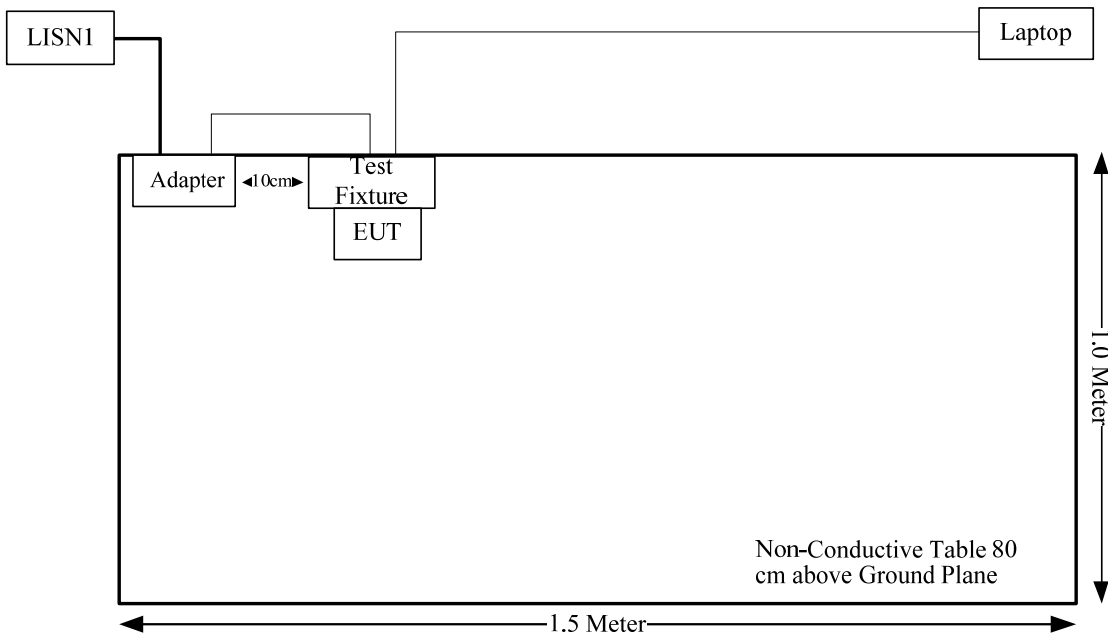 LISN1
Laptop
Adapter
10cm
Test
Fixture
EUT
1.0 Meter
Non-Conductive Table 80
cm above Ground Plane
1.5 Meter